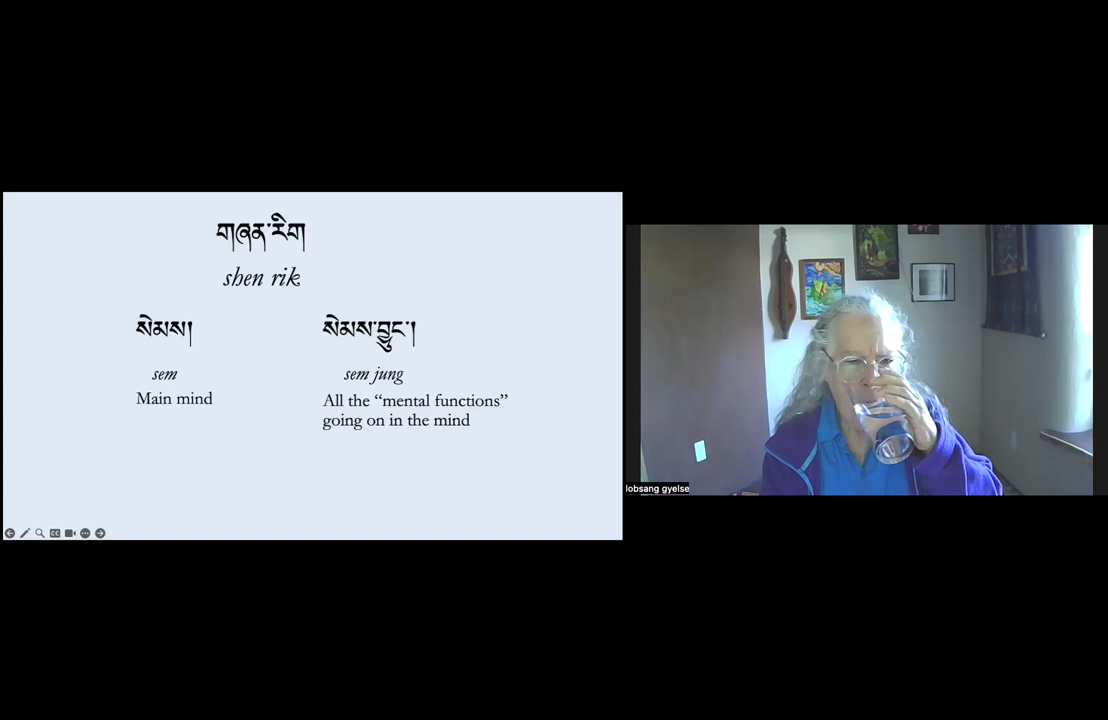 གཞན་རིག
shen rik
སེམས།
སེམས་བྱུང་།
sem
sem jung
Main mind
All the “mental functions”
going on in the mind
CC
lobsang gyelse